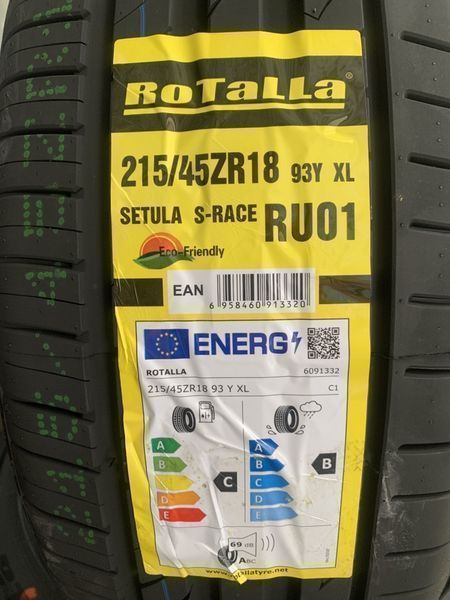 RoTaLLa®
215/45ZR18 93Y XL
SETULA S-RACE RU01
Eco-Friendly
EAN
6 958460 913320
ENERG
ROTALLA 6091332
215/45ZR18 93 Y XL C1
A A
B B B
C C C
D D
E E
69 dB
ABC